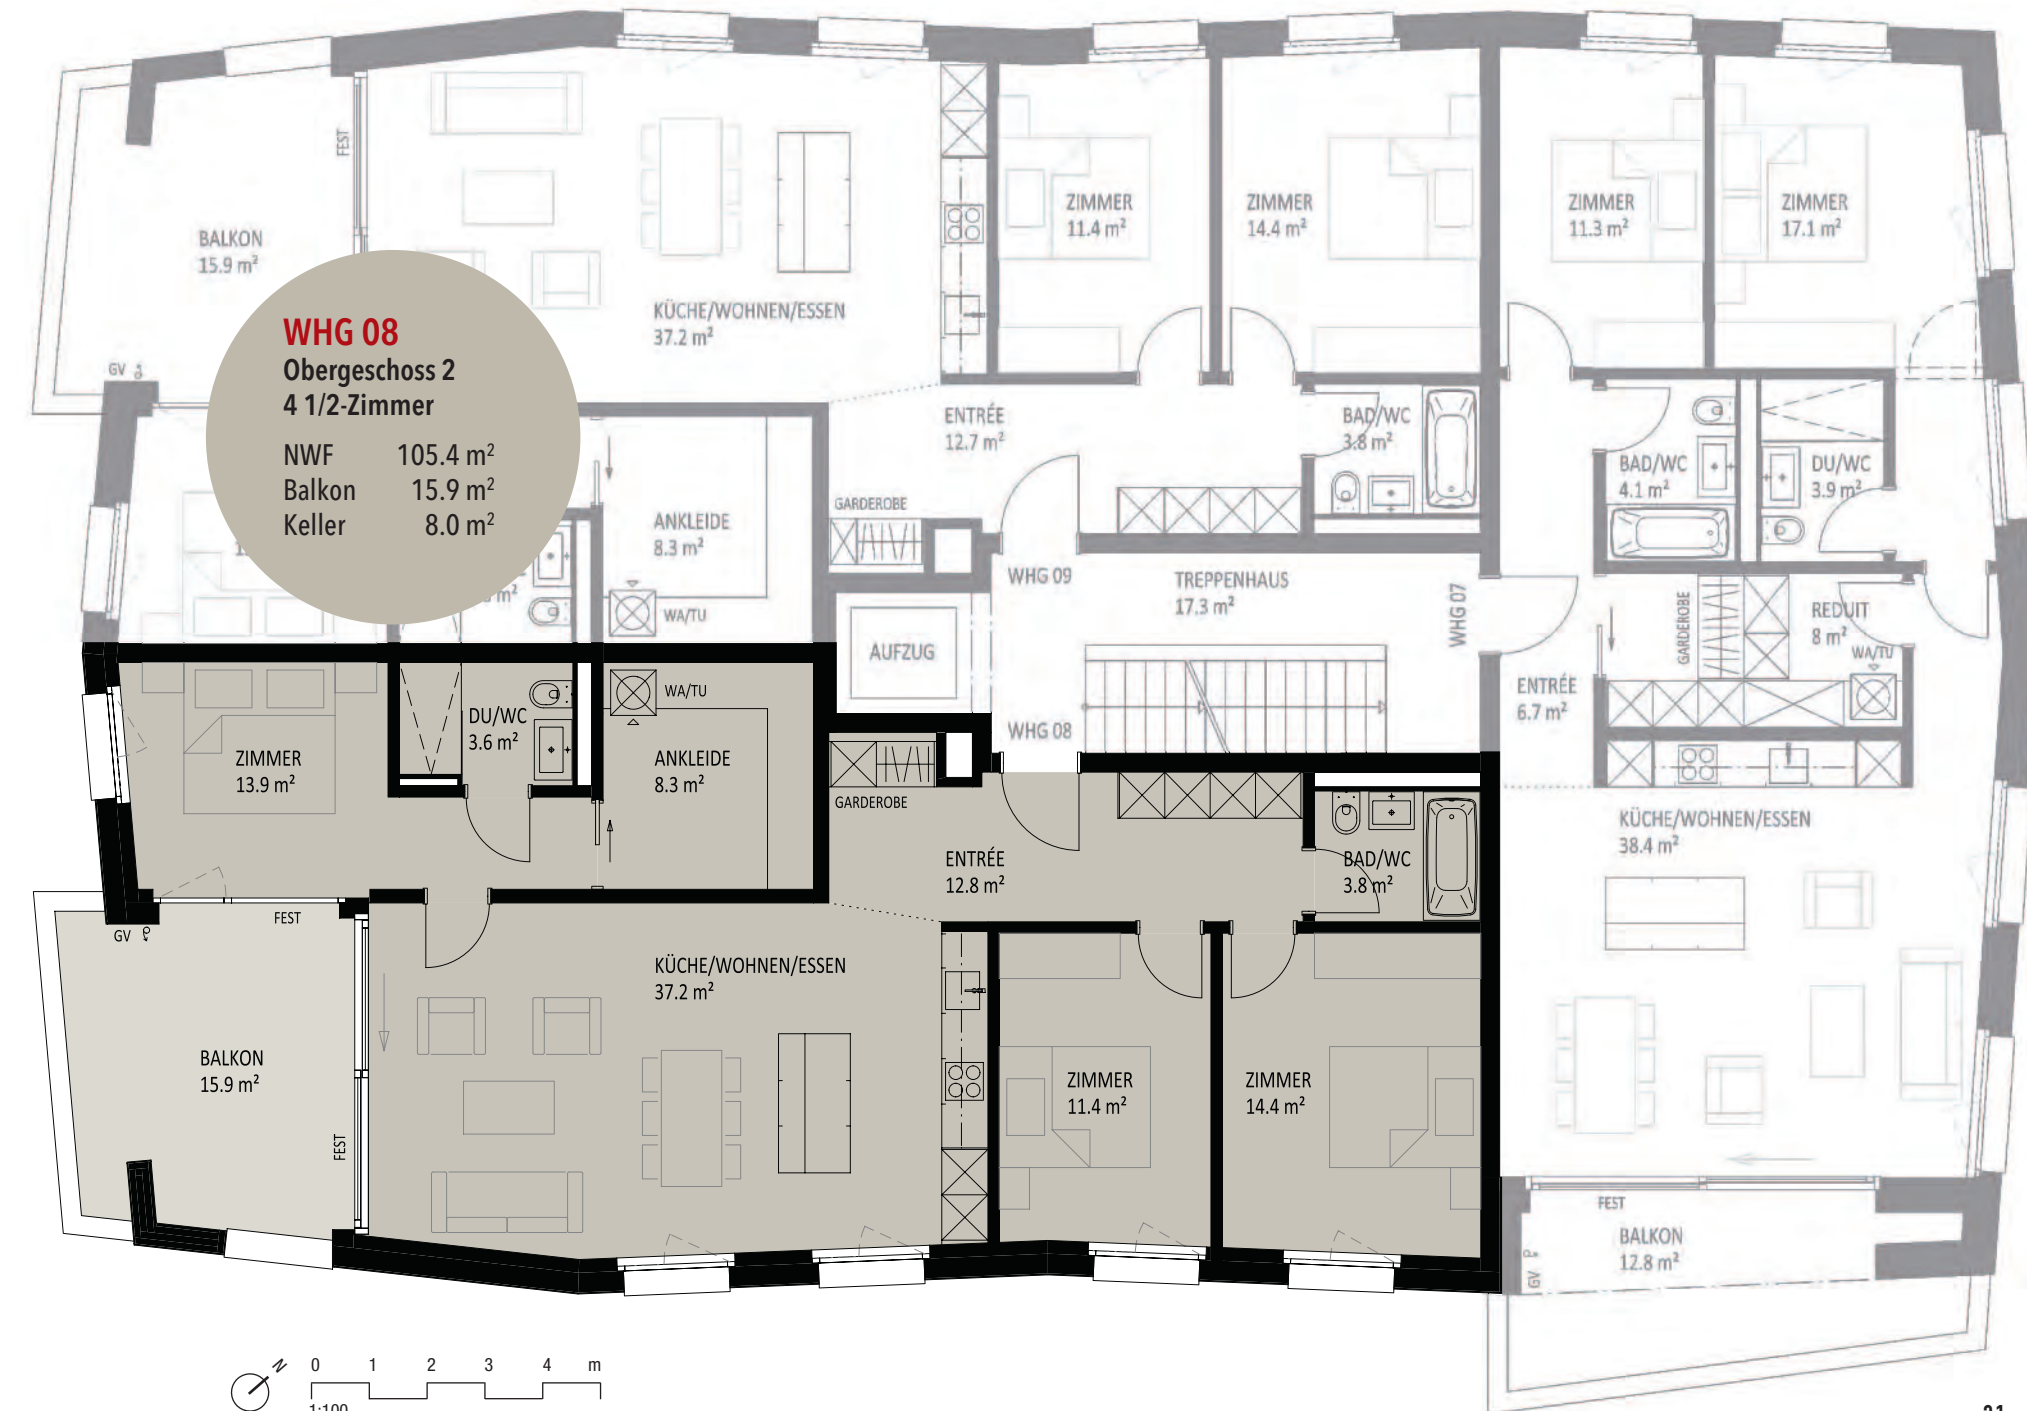 FEST
BALKON
15.9 m²
ZIMMER
11.4 m²
ZIMMER
14.4 m²
ZIMMER
11.3 m²
ZIMMER
17.1 m²
KÜCHE/WOHNEN/ESSEN
37.2 m²
WHG 08
Obergeschoss 2
4 1/2-Zimmer
NWF 105.4 m²
Balkon 15.9 m²
Keller 8.0 m²
GV
ENTRÉE
12.7 m²
BAD/WC
3.8 m²
BAD/WC
4.1 m²
DU/WC
3.9 m²
GARDEROBE
ANKLEIDE
8.3 m²
m²
WA/TU
WHG 09
TREPPENHAUS
17.3 m²
WHG 07
GARDEROBE
REDUIT
8 m²
WA/TU
AUFZUG
ENTRÉE
6.7 m²
WHG 08
WA/TU
DU/WC
3.6 m²
ZIMMER
13.9 m²
ANKLEIDE
8.3 m²
GARDEROBE
ENTRÉE
12.8 m²
BAD/WC
3.8 m²
KÜCHE/WOHNEN/ESSEN
38.4 m²
FEST
GV
KÜCHE/WOHNEN/ESSEN
37.2 m²
BALKON
15.9 m²
FEST
ZIMMER
11.4 m²
ZIMMER
14.4 m²
FEST
BALKON
12.8 m²
GV
N
0 1 2 3 4 m
1:100
21